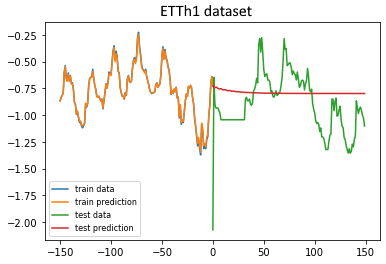 ETTh1 dataset
−0.25
−0.50
−0.75
−1.00
−1.25
−1.50
−1.75
−2.00
train data
train prediction
test data
test prediction
−150 −100 −50 0 50 100 150